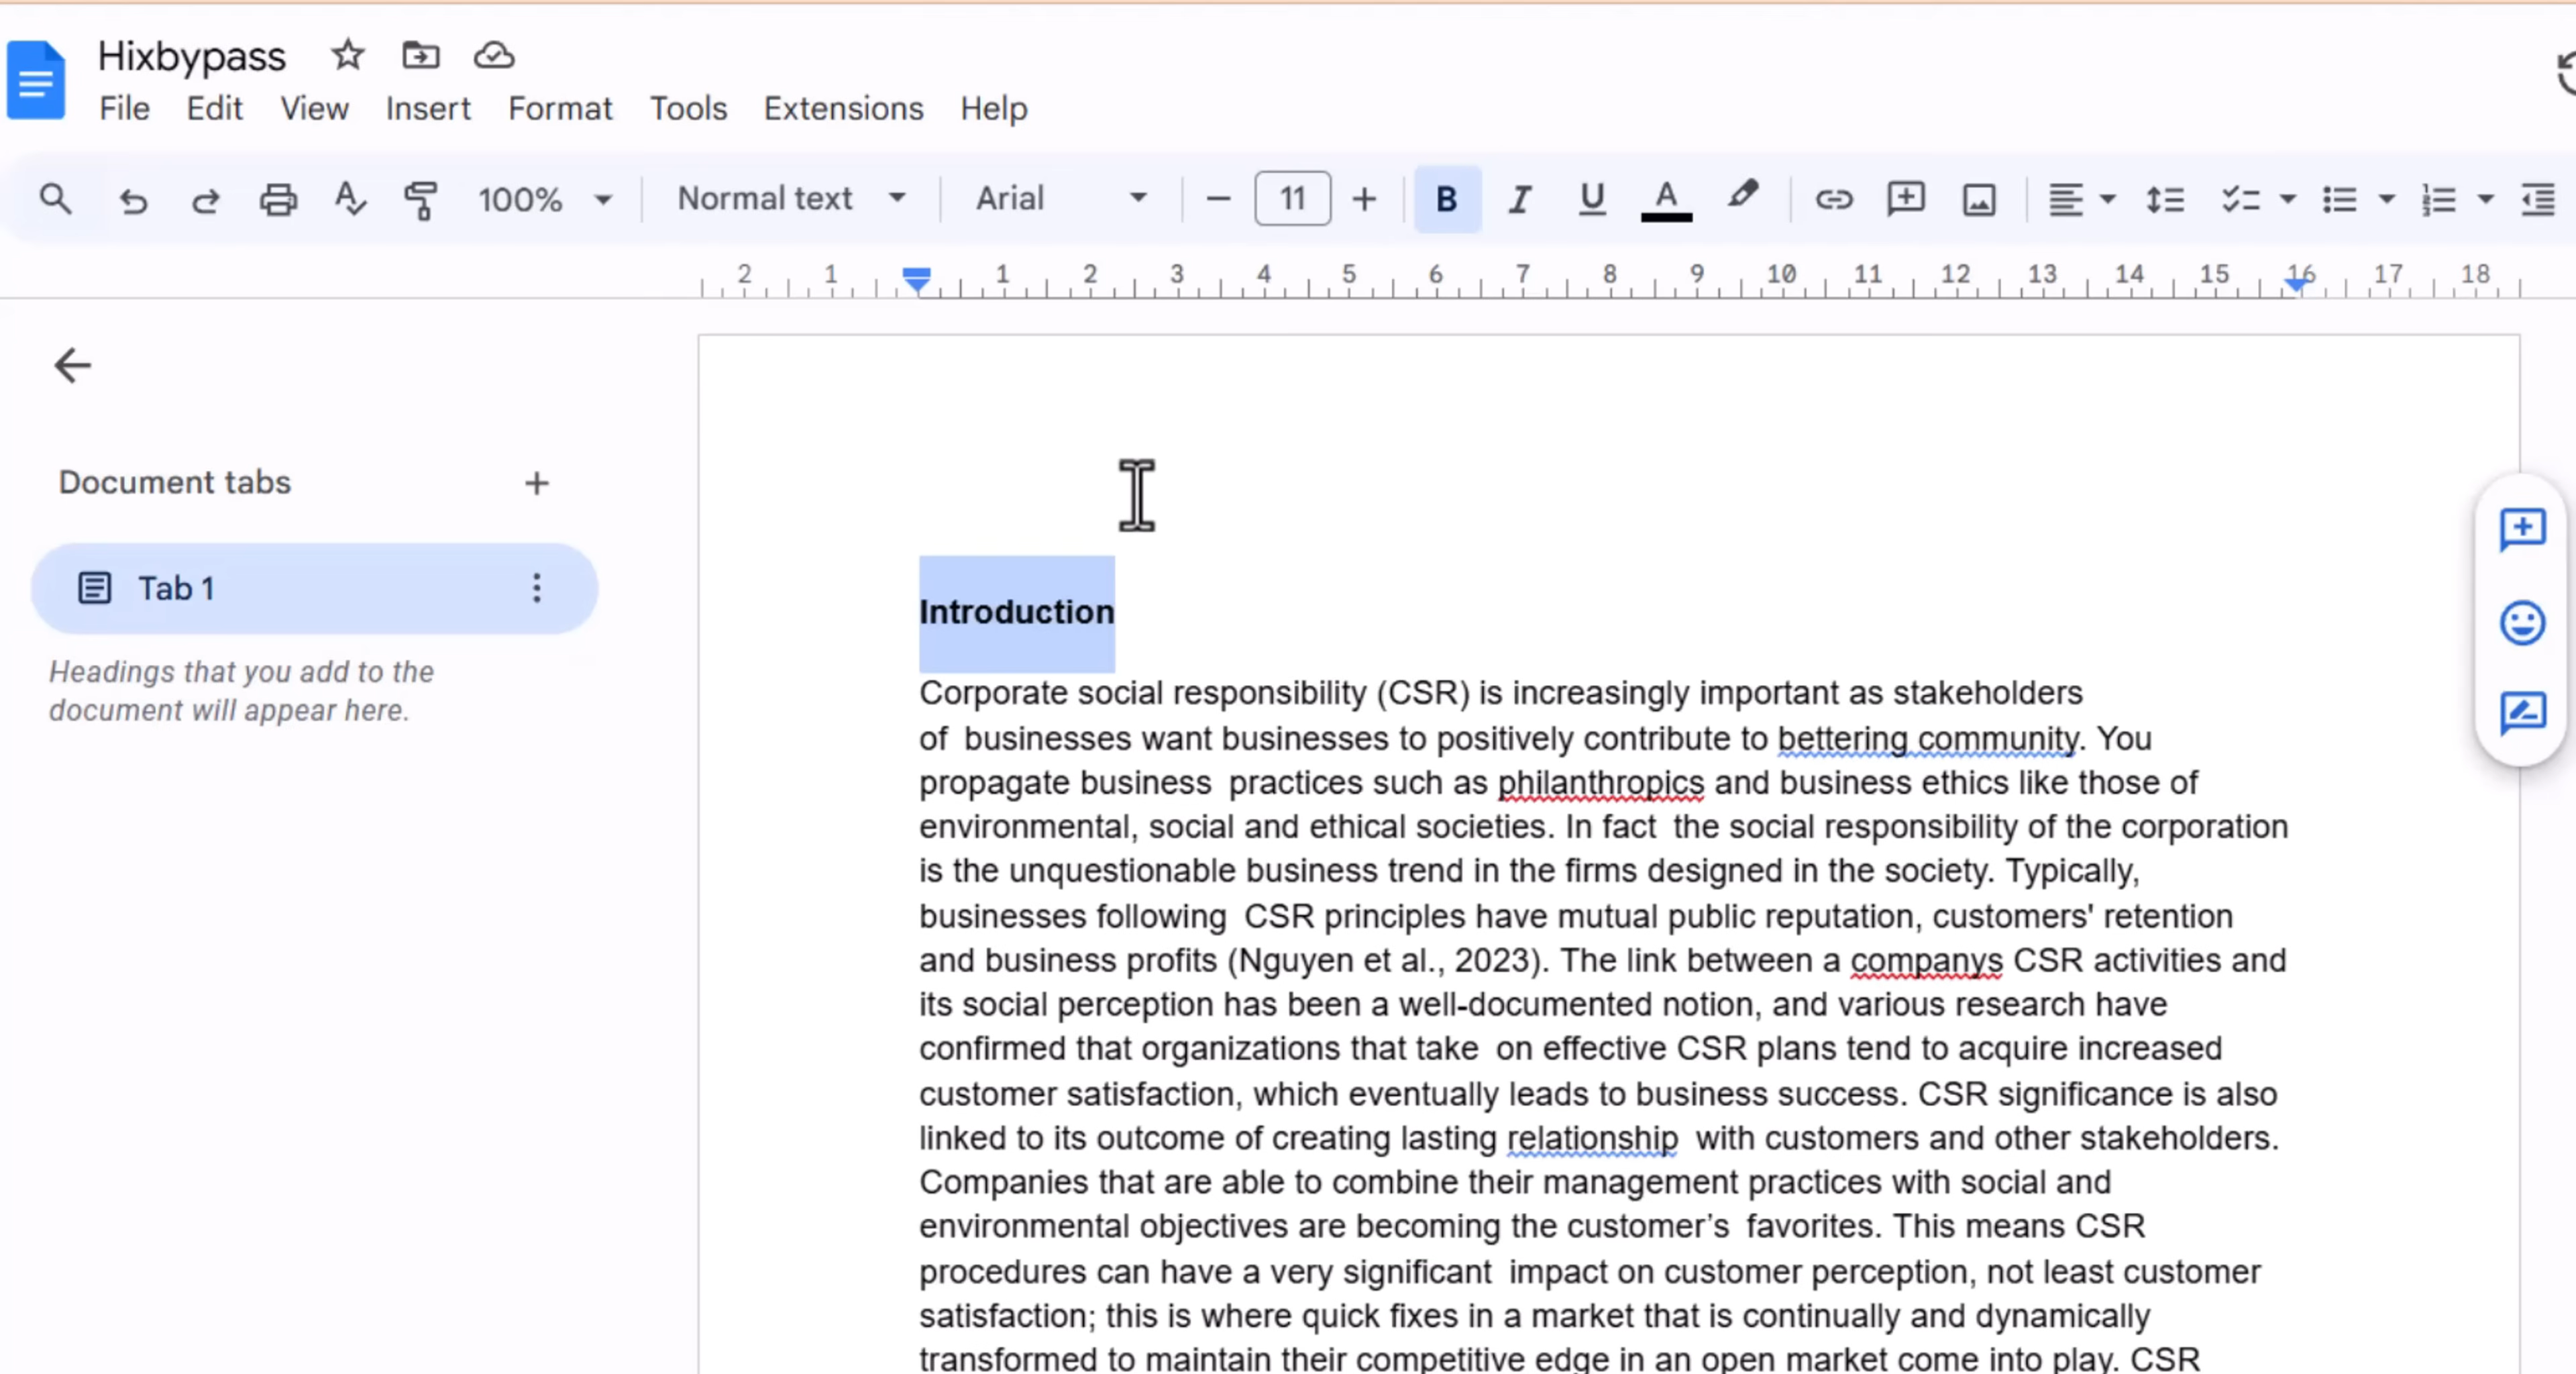 Hixbypass
File Edit View Insert Format Tools Extensions Help
100% Normal text Arial 11 B I U A
2 1 1 2 3 4 5 6 7 8 9 10 11 12 13 14 15 16 17 18
Document tabs
Tab 1
Headings that you add to the
document will appear here.
Introduction
Corporate social responsibility (CSR) is increasingly important as stakeholders
of  businesses want businesses to positively contribute to bettering community. You
propagate business  practices such as philanthropics and business ethics like those of
environmental, social and ethical societies. In fact  the social responsibility of the corporation
is the unquestionable business trend in the firms designed in the society. Typically,
businesses following  CSR principles have mutual public reputation, customers' retention
and business profits (Nguyen et al., 2023). The link between a companys CSR activities and
its social perception has been a well-documented notion, and various research have
confirmed that organizations that take  on effective CSR plans tend to acquire increased
customer satisfaction, which eventually leads to business success. CSR significance is also
linked to its outcome of creating lasting relationship  with customers and other stakeholders.
Companies that are able to combine their management practices with social and
environmental objectives are becoming the customer’s  favorites. This means CSR
procedures can have a very significant  impact on customer perception, not least customer
satisfaction; this is where quick fixes in a market that is continually and dynamically
transformed to maintain their competitive edge in an open market come into play. CSR